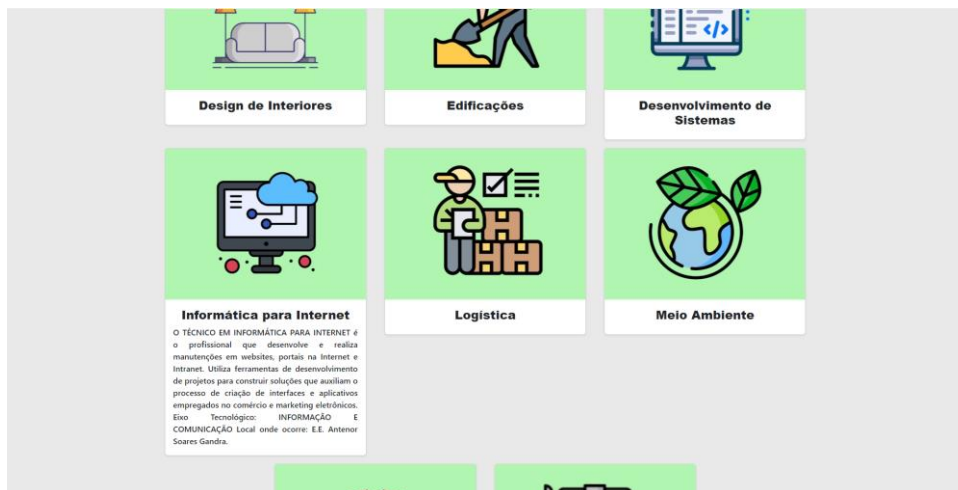 Design de Interiores
Edificações
Desenvolvimento de
Sistemas
Informática para Internet
O TÉCNICO EM INFORMÁTICA PARA INTERNET é
o profissional que desenvolve e realiza
manutenções em websites, portais na Internet e
Intranet. Utiliza ferramentas de desenvolvimento
de projetos para construir soluções que auxiliam o
processo de criação de interfaces e aplicativos
empregados no comércio e marketing eletrônicos.
Eixo Tecnológico: INFORMAÇÃO E
COMUNICAÇÃO Local onde ocorre: E.E. Antenor
Soares Gandra.
Logística
Meio Ambiente